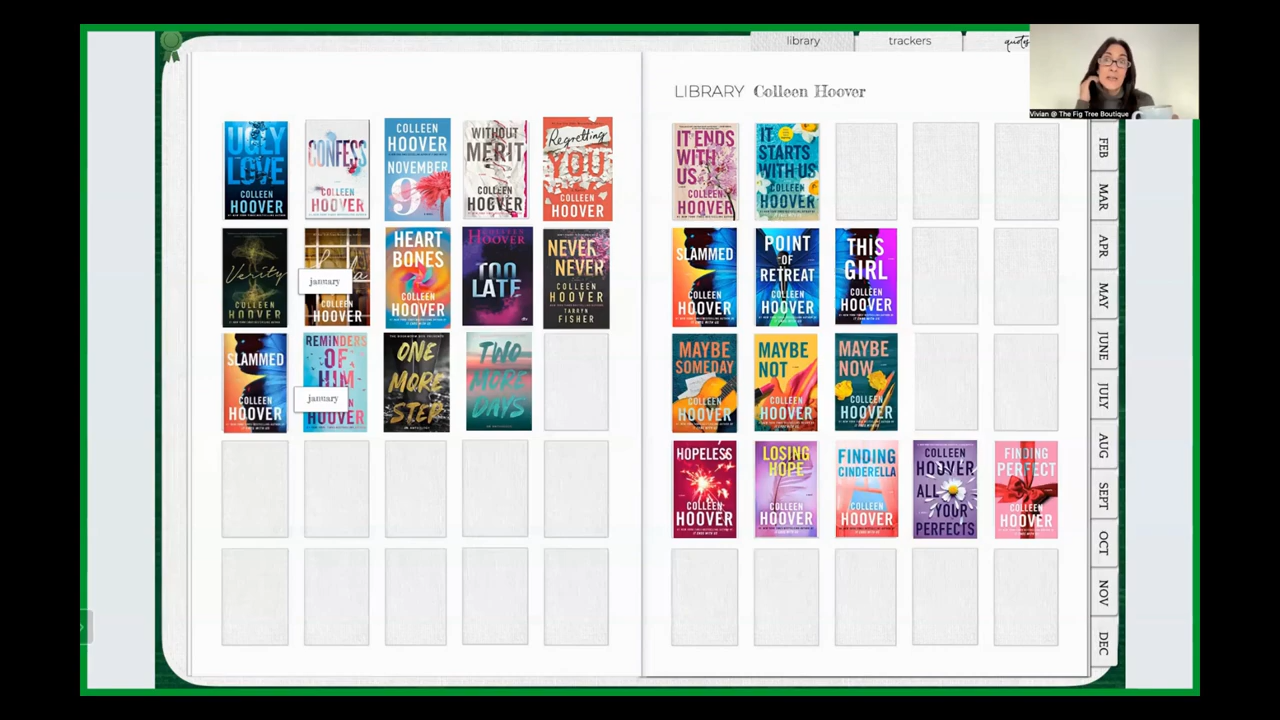 library
trackers
quotes
Vivian @ The Fig Tree Boutique
LIBRARY Colleen Hoover
UGLY
LOVE
COLLEEN
HOOVER
CONFESS
COLLEEN
HOOVER
COLLEEN
HOOVER
NOVEMBER
9
WITHOUT
MERIT
COLLEEN
HOOVER
Regretting
YOU
COLLEEN
HOOVER
Verity
COLLEEN
HOOVER
january
COLLEEN
HOOVER
HEART
BONES
COLLEEN
HOOVER
COLLEEN
HOOVER
TOO
LATE
NEVER
NEVER
COLLEEN
HOOVER
TARRYN
FISHER
SLAMMED
COLLEEN
HOOVER
REMINDERS
OF
HIM
january
HOOVER
ONE
MORE
STEP
TWO
MORE
DAYS
IT ENDS
WITH
US
COLLEEN
HOOVER
IT
STARTS
WITH US
COLLEEN
HOOVER
SLAMMED
COLLEEN
HOOVER
POINT
OF
RETREAT
COLLEEN
HOOVER
THIS
GIRL
COLLEEN
HOOVER
MAYBE
SOMEDAY
COLLEEN
HOOVER
MAYBE
NOT
COLLEEN
HOOVER
MAYBE
NOW
COLLEEN
HOOVER
HOPELESS
COLLEEN
HOOVER
LOSING
HOPE
COLLEEN
HOOVER
FINDING
CINDERELLA
COLLEEN
HOOVER
COLLEEN
HOOVER
ALL
YOUR
PERFECTS
FINDING
PERFECT
COLLEEN
HOOVER
FEB
MAR
APR
MAY
JUNE
JULY
AUG
SEPT
OCT
NOV
DEC